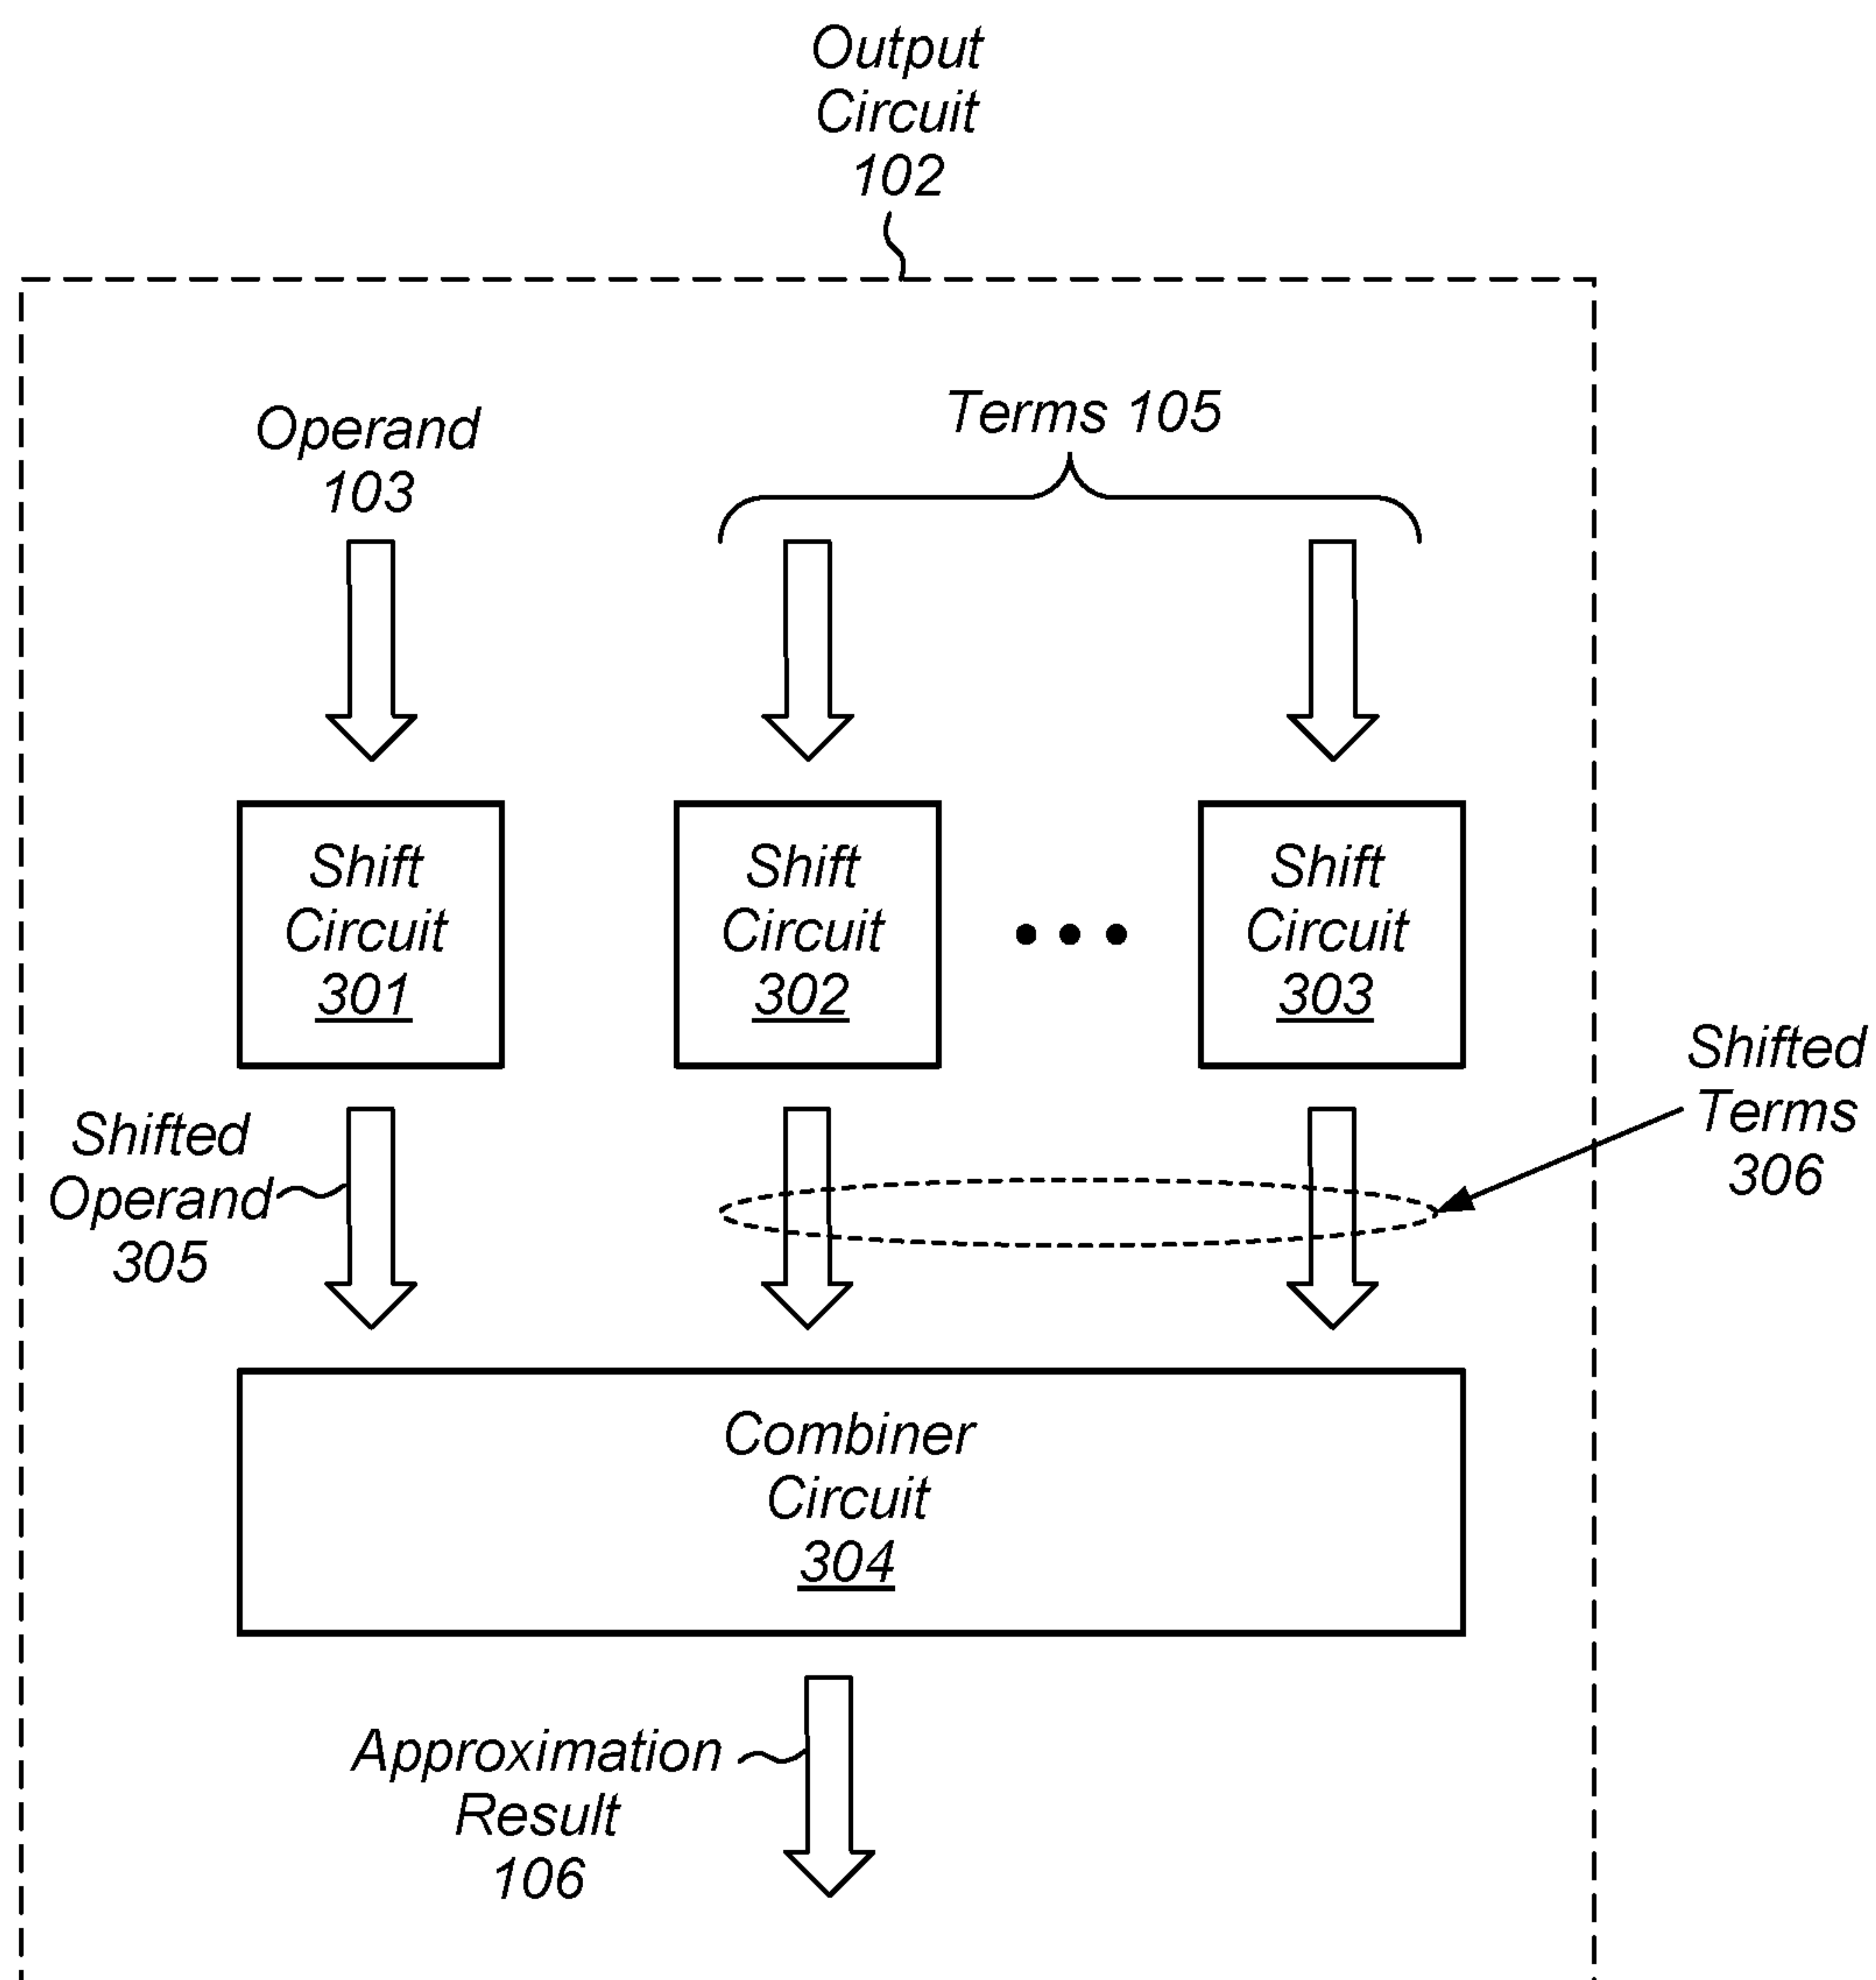 Output
Circuit
102
Operand
103
Terms 105
Shift
Circuit
301
Shift
Circuit
302
Shift
Circuit
303
Shifted
Operand
305
Shifted
Terms
306
Combiner
Circuit
304
Approximation
Result
106